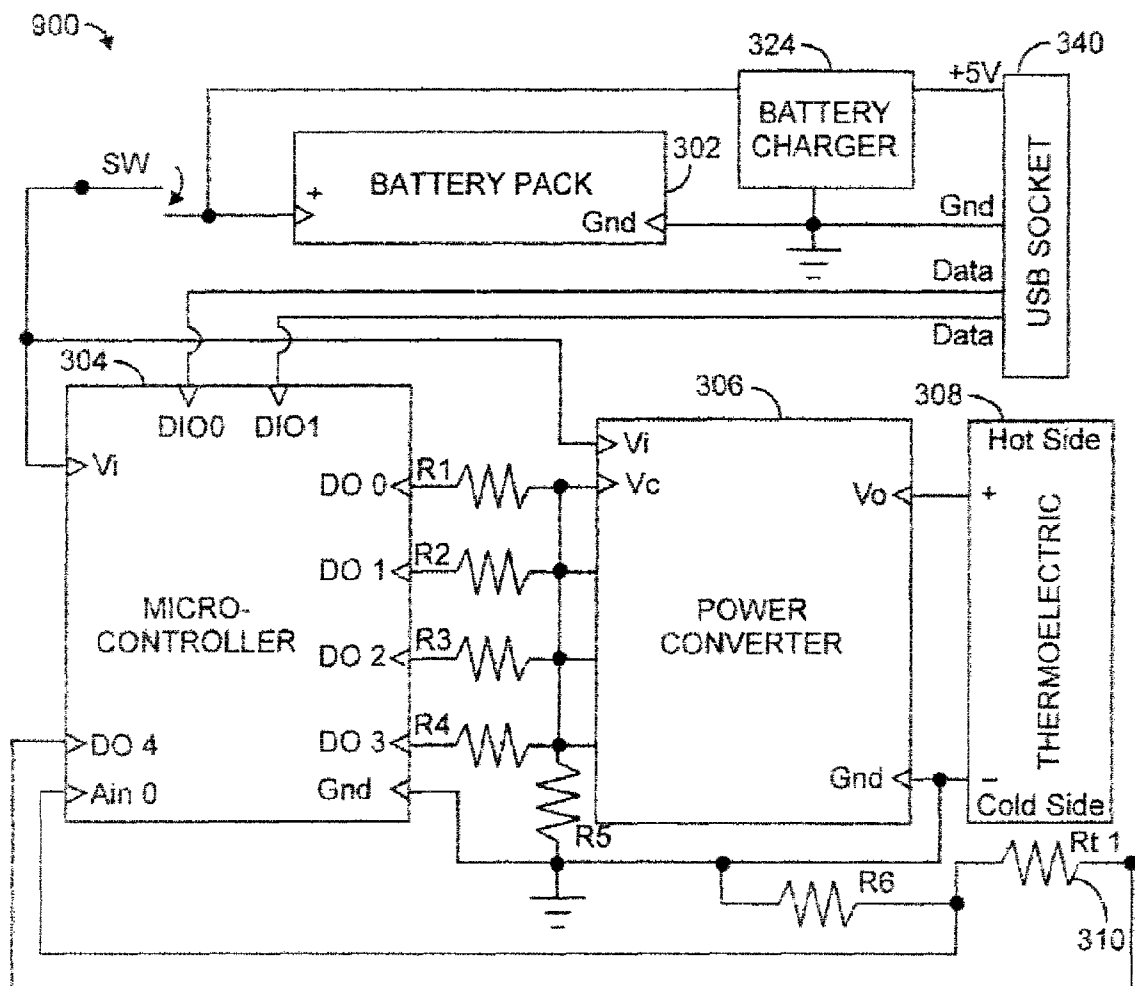 900
324
340
+5V
BATTERY
CHARGER
SW
302
BATTERY PACK
+
Gnd
Gnd
USB SOCKET
Data
Data
304
306
308
DIO0 DIO1
Hot Side
Vi
Vi
R1
DO 0
Vc
Vo
+
R2
DO 1
MICRO-
CONTROLLER
POWER
CONVERTER
THERMOELECTRIC
R3
DO 2
R4
DO 4
DO 3
Ain 0
Gnd
Gnd
–
Cold Side
R5
Rt 1
R6
310